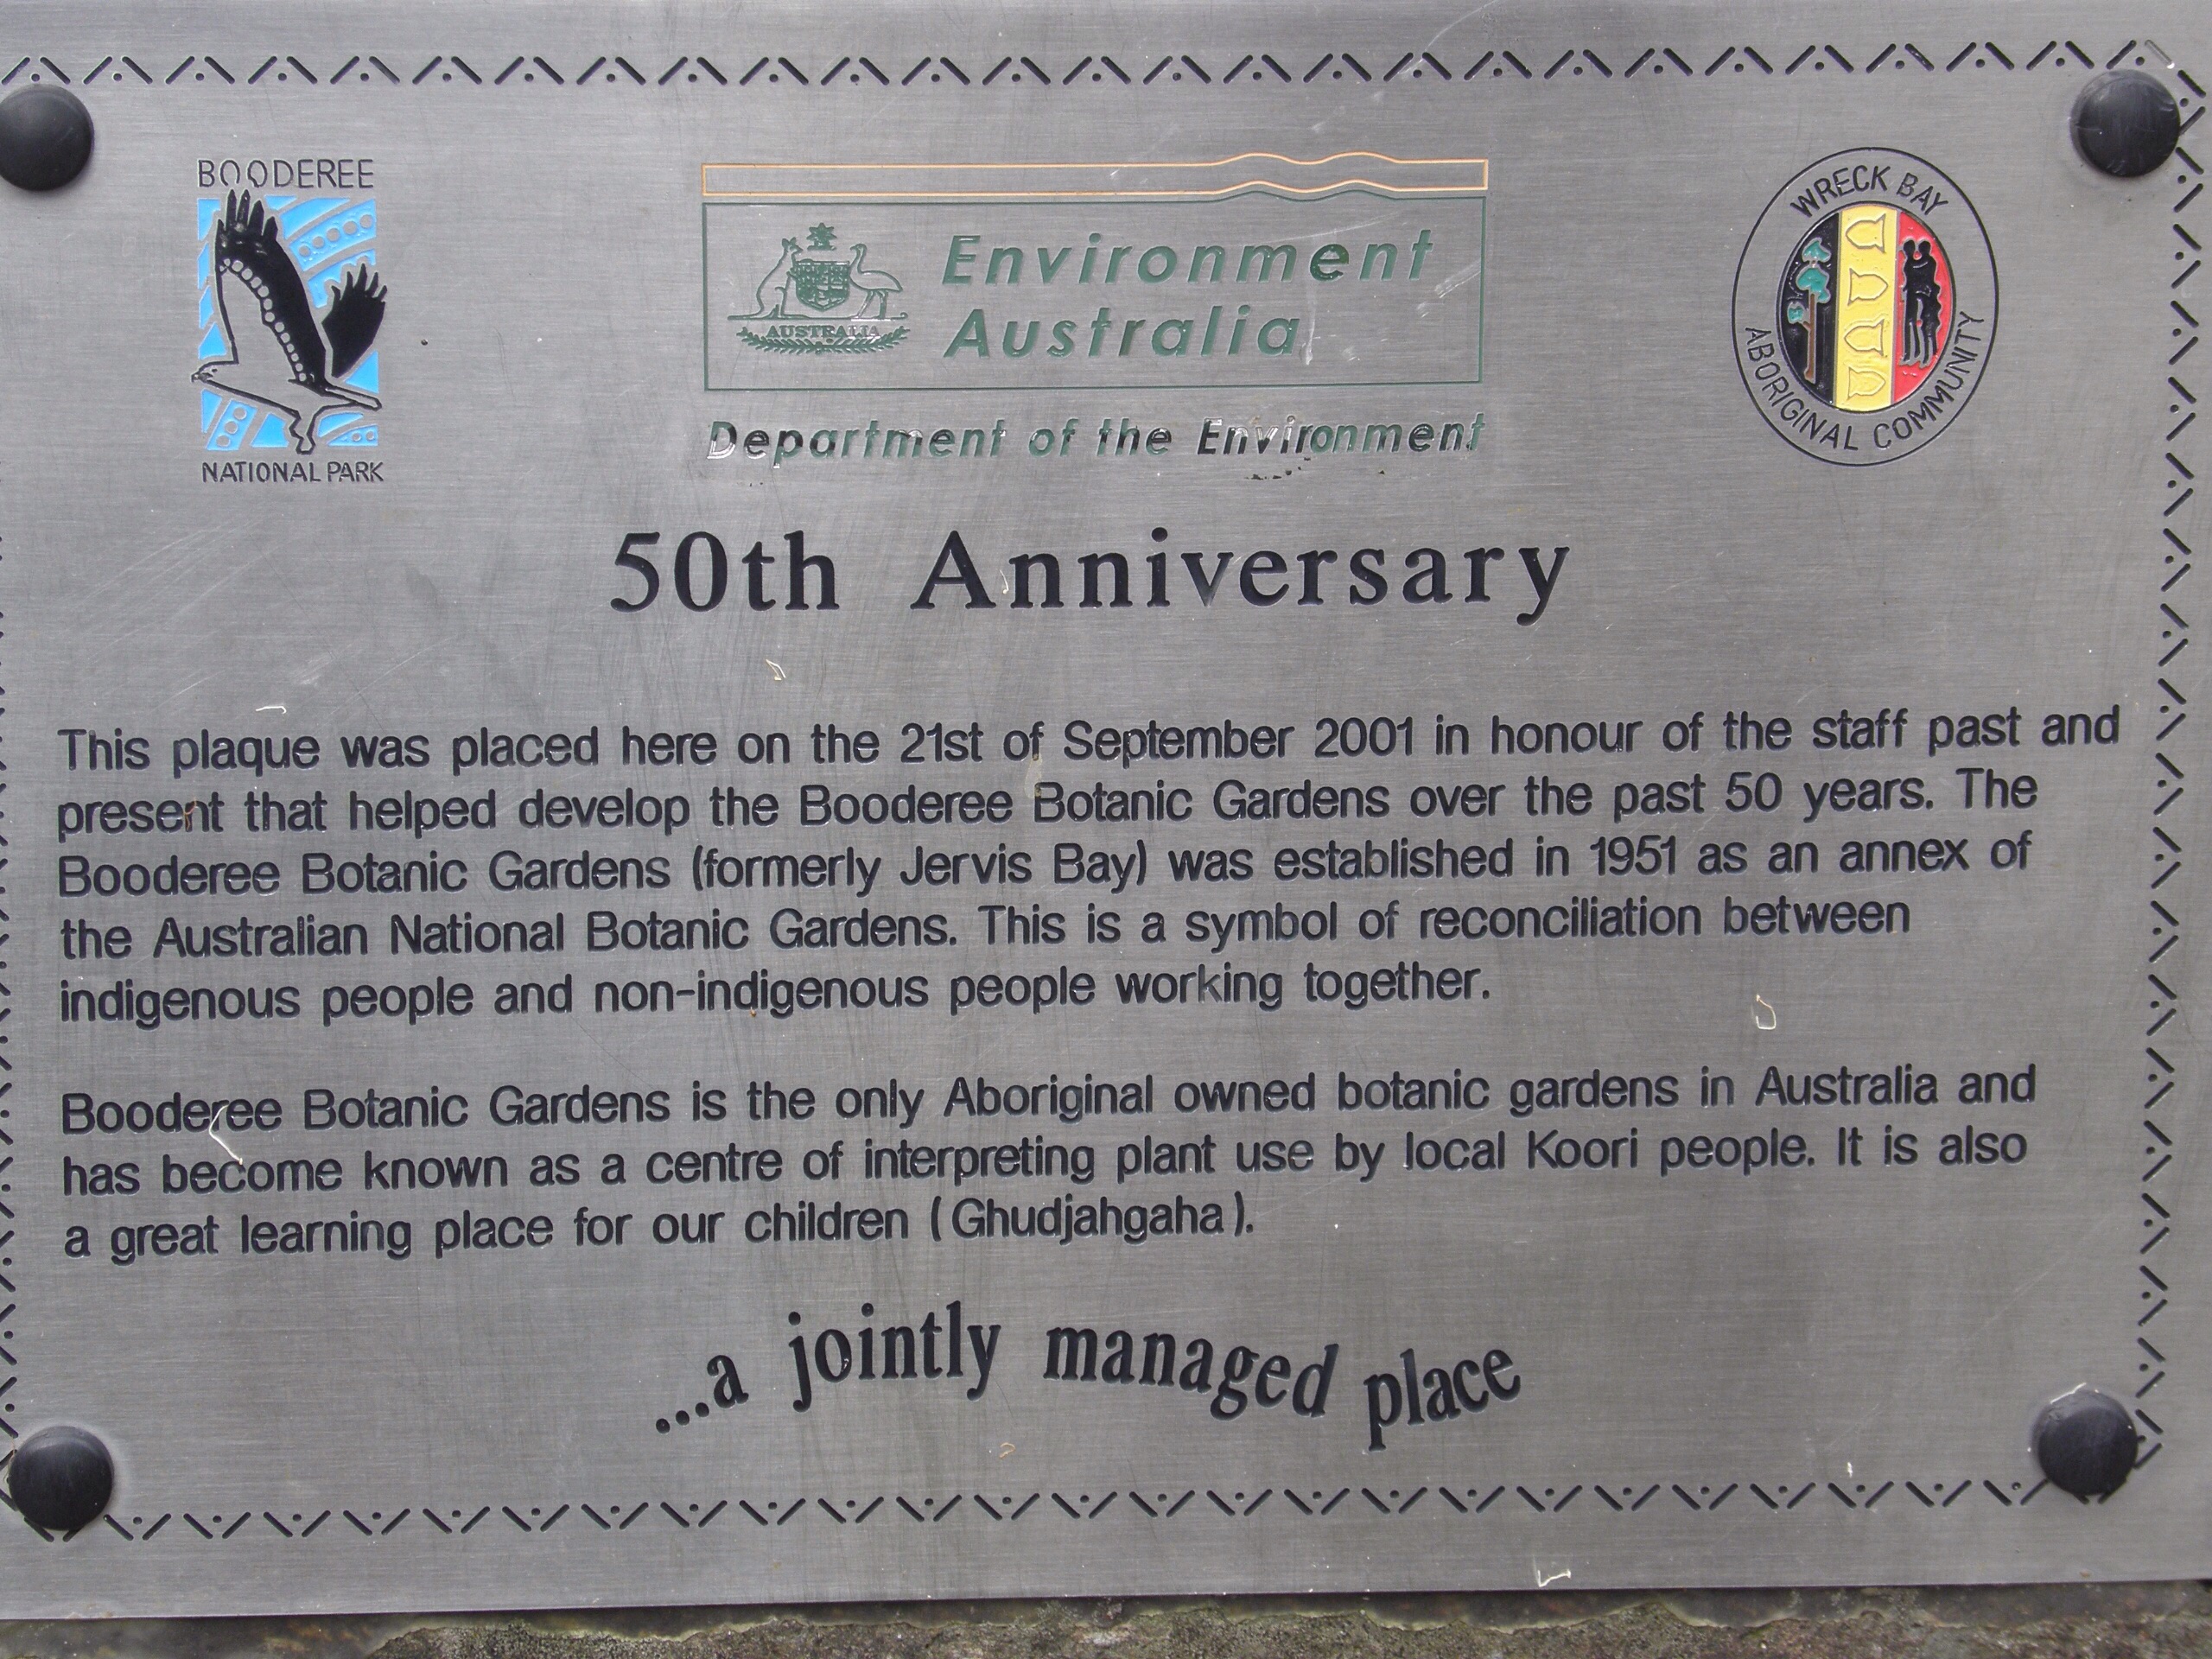 BOODEREE
NATIONAL PARK
AUSTRALIA
Environment
Australia
Department of the Environment
WRECK BAY
ABORIGINAL COMMUNITY
50th Anniversary
This plaque was placed here on the 21st of September 2001 in honour of the staff past and
present that helped develop the Booderee Botanic Gardens over the past 50 years. The
Booderee Botanic Gardens (formerly Jervis Bay) was established in 1951 as an annex of
the Australian National Botanic Gardens. This is a symbol of reconciliation between
indigenous people and non-indigenous people working together.
Booderee Botanic Gardens is the only Aboriginal owned botanic gardens in Australia and
has become known as a centre of interpreting plant use by local Koori people. It is also
a great learning place for our children (Ghudjahgaha).
...a jointly managed place